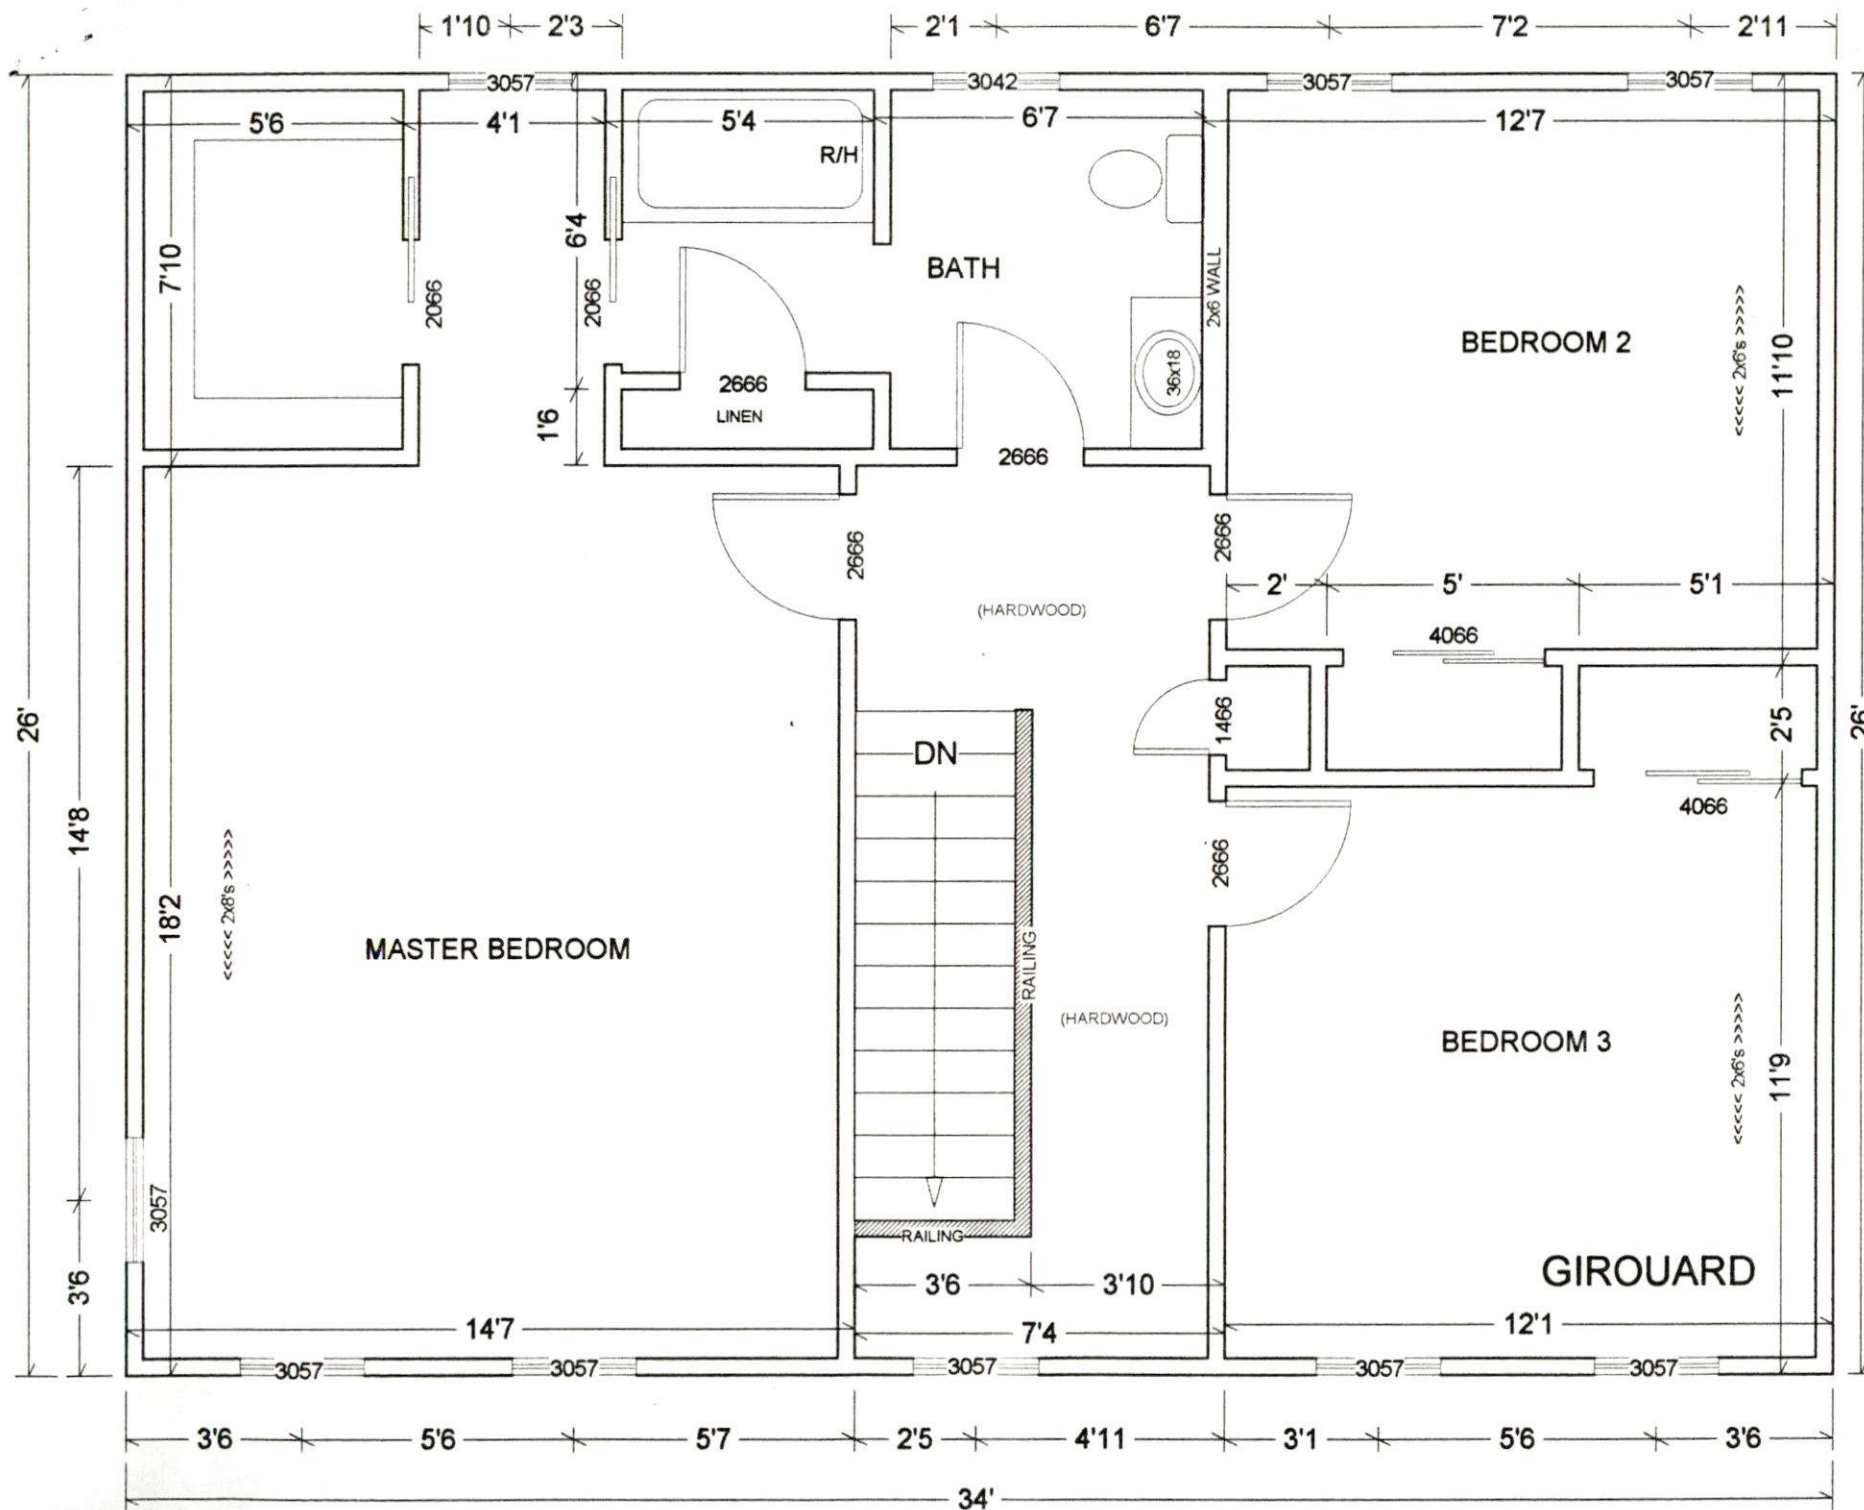 1'10 2'3 2'1 6'7 7'2 2'11
3057 3042 3057 3057
5'6 4'1 5'4 6'7 12'7
R/H
7'10
6'4
2066
2066
BATH
2x6 WALL
BEDROOM 2
<<<<< 2x6's >>>>>
11'10
36x18
2666
LINEN
1'6
2666
2666
2666
(HARDWOOD)
2' 5' 5'1
4066
26'
14'8
18'2
<<<<< 2x8's >>>>>
MASTER BEDROOM
DN
1466
2'5
26'
4066
2666
RAILING
(HARDWOOD)
BEDROOM 3
<<<<< 2x6's >>>>>
11'9
3057
3'6
RAILING
GIROUARD
3'6 3'10
14'7 7'4 12'1
3057 3057 3057 3057 3057
3'6 5'6 5'7 2'5 4'11 3'1 5'6 3'6
34'